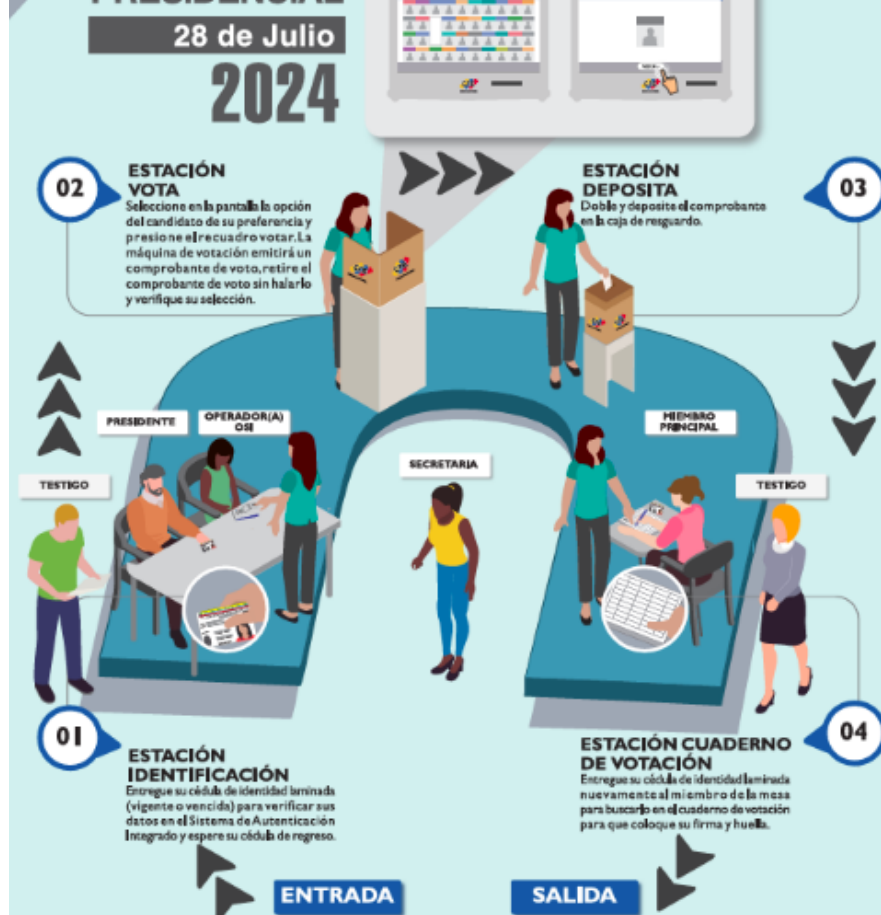 PRESIDENCIAL
28 de Julio
2024
02
ESTACIÓN
VOTA
Seleccione en la pantalla la opción
del candidato de su preferencia y
presione el recuadro votar. La
máquina de votación emitirá un
comprobante de voto, retire el
comprobante de voto sin halarlo
y verifique su selección.
ESTACIÓN
DEPOSITA
Doble y deposite el comprobante
en la caja de resguardo.
03
PRESIDENTE
OPERADOR(A)
OSI
TESTIGO
SECRETARIA
MIEMBRO
PRINCIPAL
TESTIGO
01
ESTACIÓN
IDENTIFICACIÓN
Entregue su cédula de identidad laminada
(vigente o vencida) para verificar sus
datos en el Sistema de Autenticación
Integrado y espere su cédula de regreso.
04
ESTACIÓN CUADERNO
DE VOTACIÓN
Entregue su cédula de identidad laminada
nuevamente al miembro de la mesa
para buscarlo en el cuaderno de votación
para que coloque su firma y huella.
ENTRADA
SALIDA